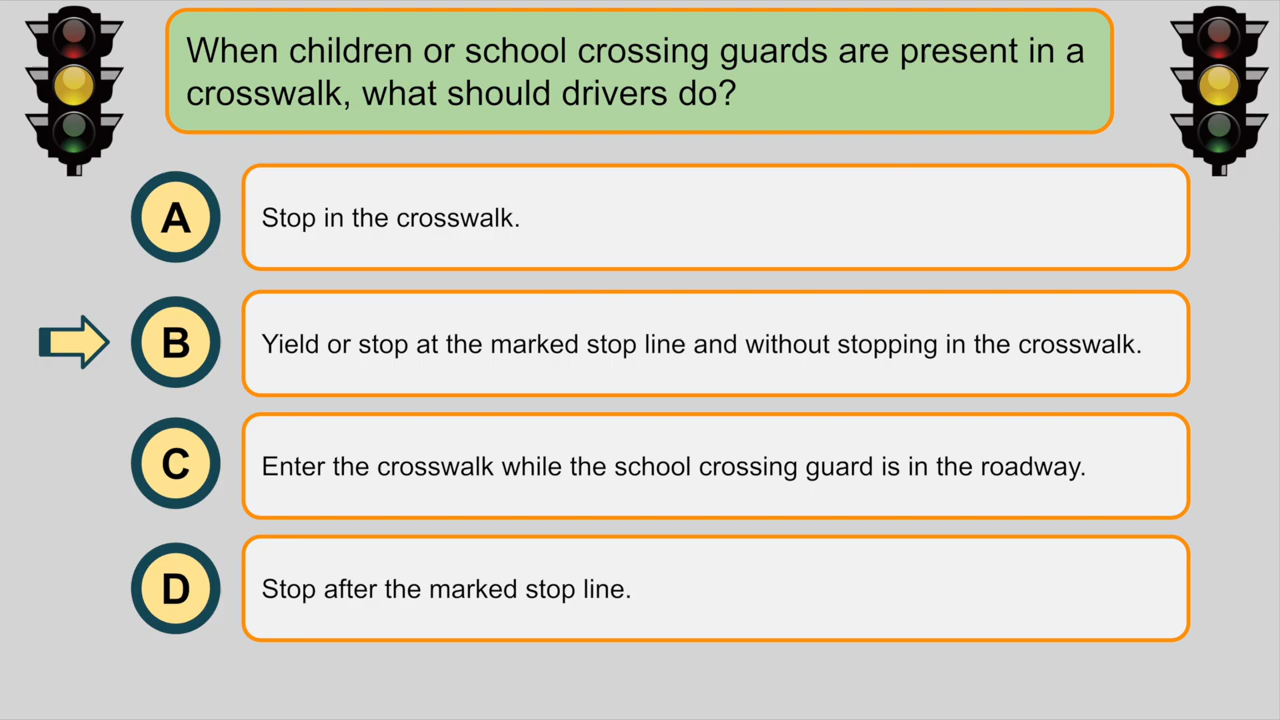 When children or school crossing guards are present in a
crosswalk, what should drivers do?
A
Stop in the crosswalk.
B
Yield or stop at the marked stop line and without stopping in the crosswalk.
C
Enter the crosswalk while the school crossing guard is in the roadway.
D
Stop after the marked stop line.